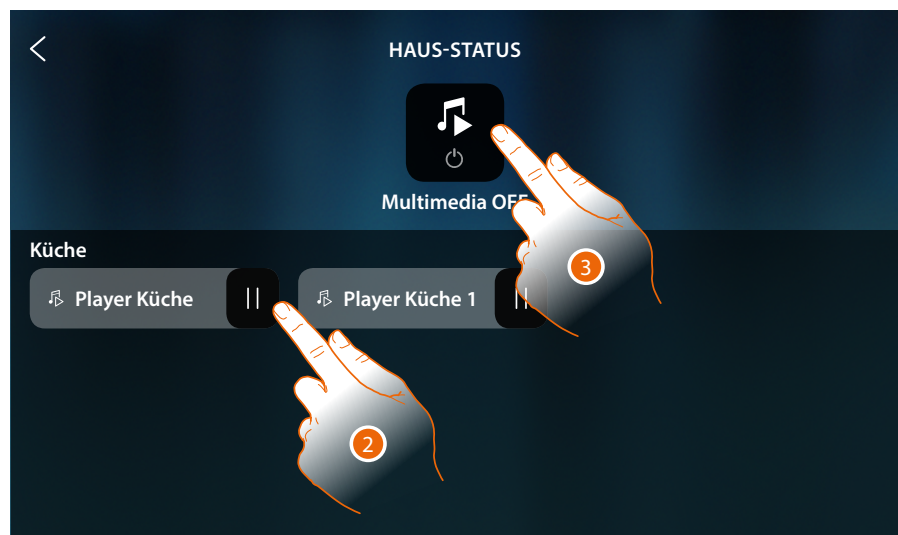 HAUS-STATUS
Multimedia OFF
3
Küche
Player Küche
Player Küche 1
2